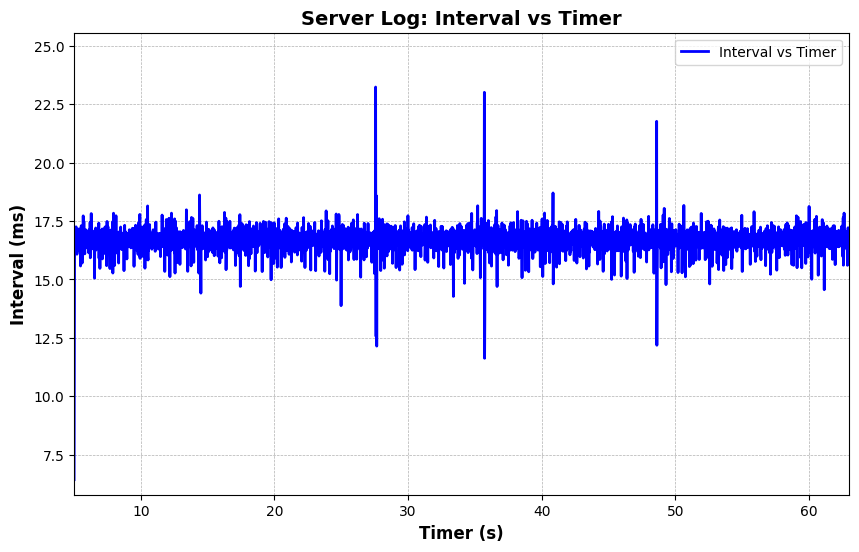 Server Log: Interval vs Timer
Interval vs Timer
25.0
22.5
20.0
17.5
15.0
12.5
10.0
7.5
Interval (ms)
10 20 30 40 50 60
Timer (s)